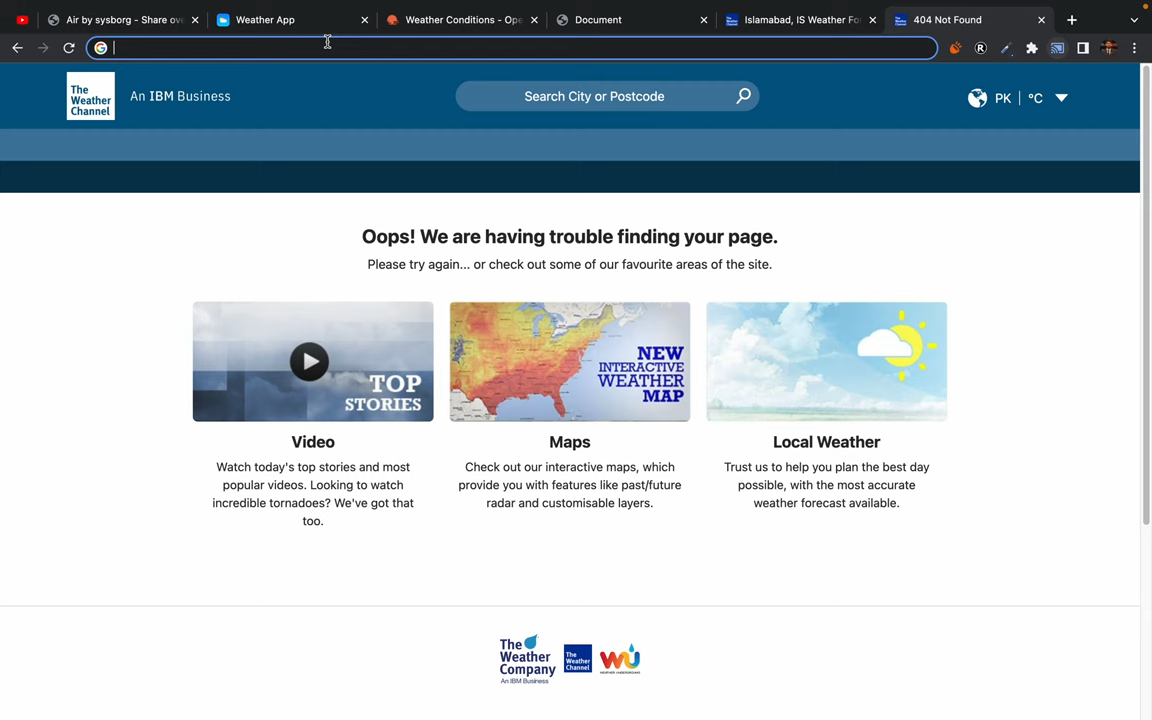 Air by sysborg - Share ove
Weather App
Weather Conditions - Ope
Document
Islamabad, IS Weather For
404 Not Found
The
Weather
Channel
An IBM Business
Search City or Postcode
PK | °C
Oops! We are having trouble finding your page.
Please try again... or check out some of our favourite areas of the site.
TOP
STORIES
NEW
INTERACTIVE
WEATHER
MAP
Video
Watch today's top stories and most
popular videos. Looking to watch
incredible tornadoes? We've got that
too.
Maps
Check out our interactive maps, which
provide you with features like past/future
radar and customisable layers.
Local Weather
Trust us to help you plan the best day
possible, with the most accurate
weather forecast available.
The
Weather
Company
An IBM Business
The
Weather
Channel
WU
WEATHER UNDERGROUND